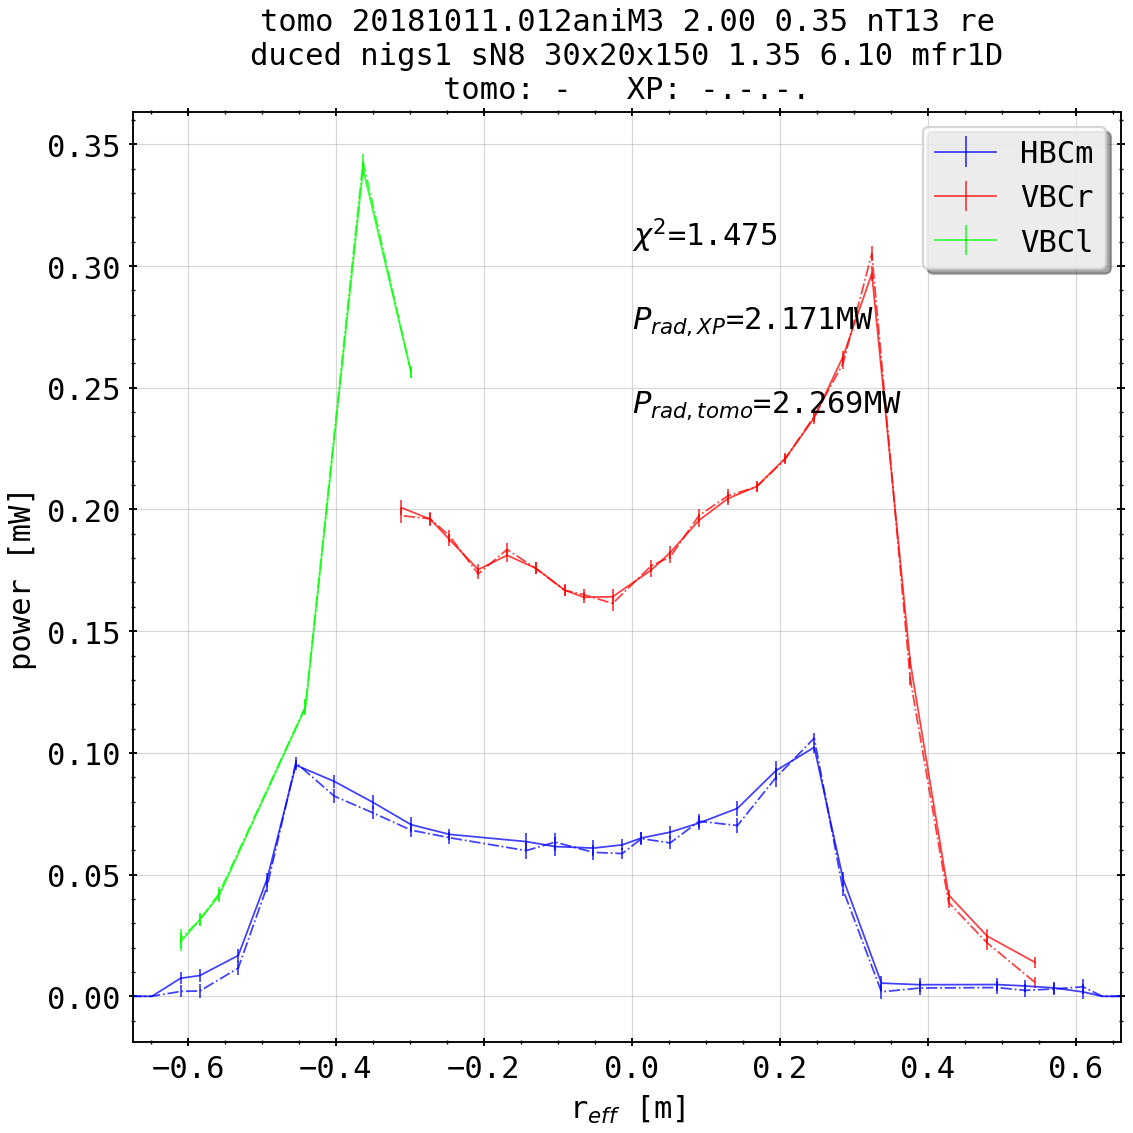 tomo 20181011.012aniM3 2.00 0.35 nT13 re
duced nigs1 sN8 30x20x150 1.35 6.10 mfr1D
tomo: -   XP: -.-.-.
HBCm
VBCr
VBCl
χ²=1.475
P_rad,XP=2.171MW
P_rad,tomo=2.269MW
power [mW]
0.35
0.30
0.25
0.20
0.15
0.10
0.05
0.00
−0.6 −0.4 −0.2 0.0 0.2 0.4 0.6
r_eff [m]